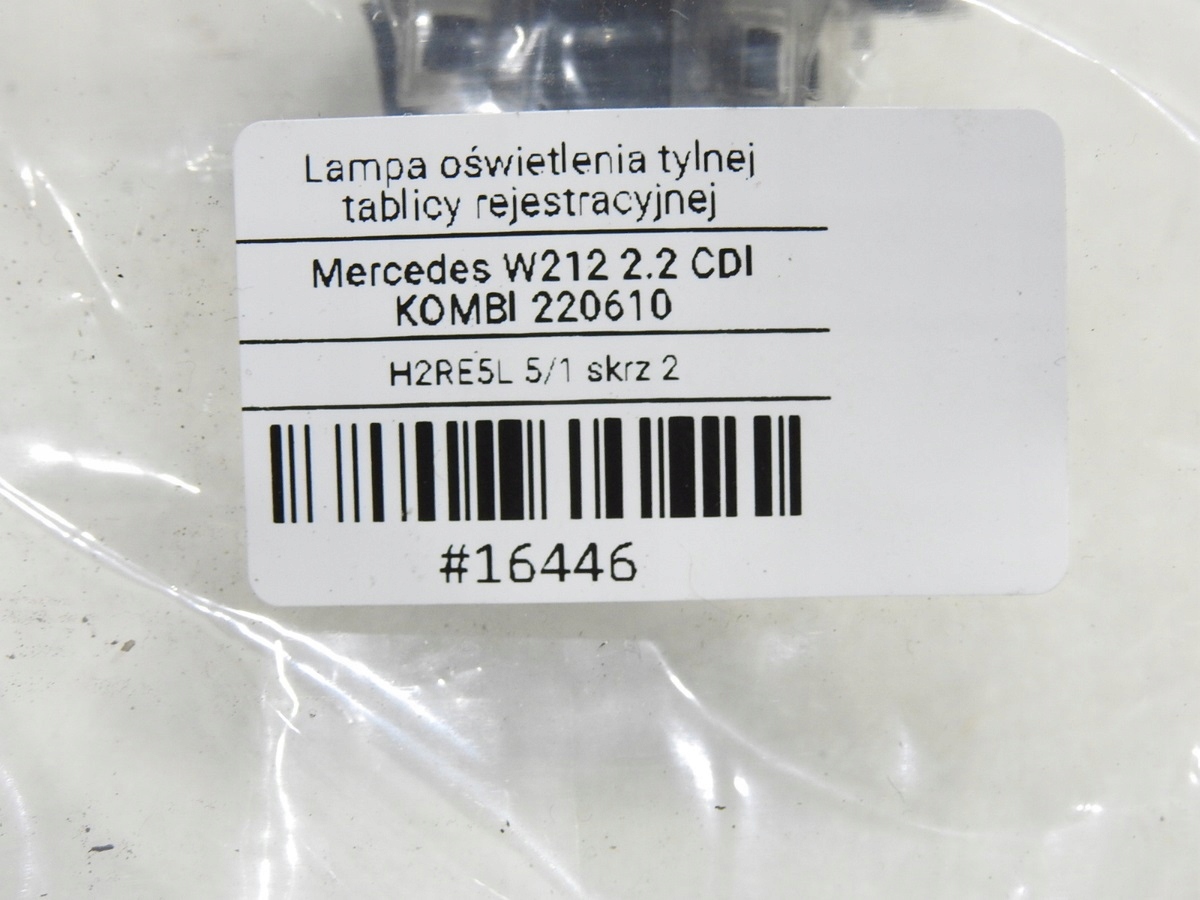 Lampa oświetlenia tylnej
tablicy rejestracyjnej
Mercedes W212 2.2 CDI
KOMBI 220610
H2RE5L 5/1 skrz 2
#16446